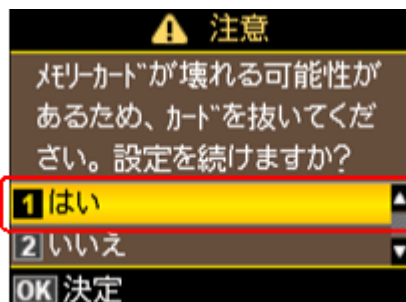 注意
ﾒﾓﾘｰｶｰﾄﾞが壊れる可能性が
あるため、ｶｰﾄﾞを抜いてくだ
さい。設定を続けますか?
1 はい
2 いいえ
OK 決定